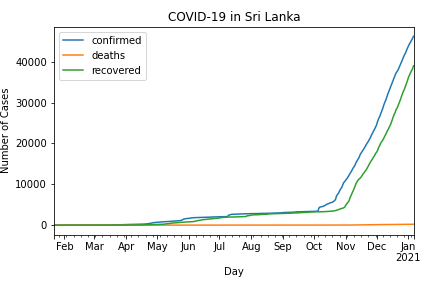 COVID-19 in Sri Lanka
confirmed
deaths
recovered
Number of Cases
40000
30000
20000
10000
0
Feb Mar Apr May Jun Jul Aug Sep Oct Nov Dec Jan
2021
Day